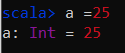 scala> a =25
a: Int = 25